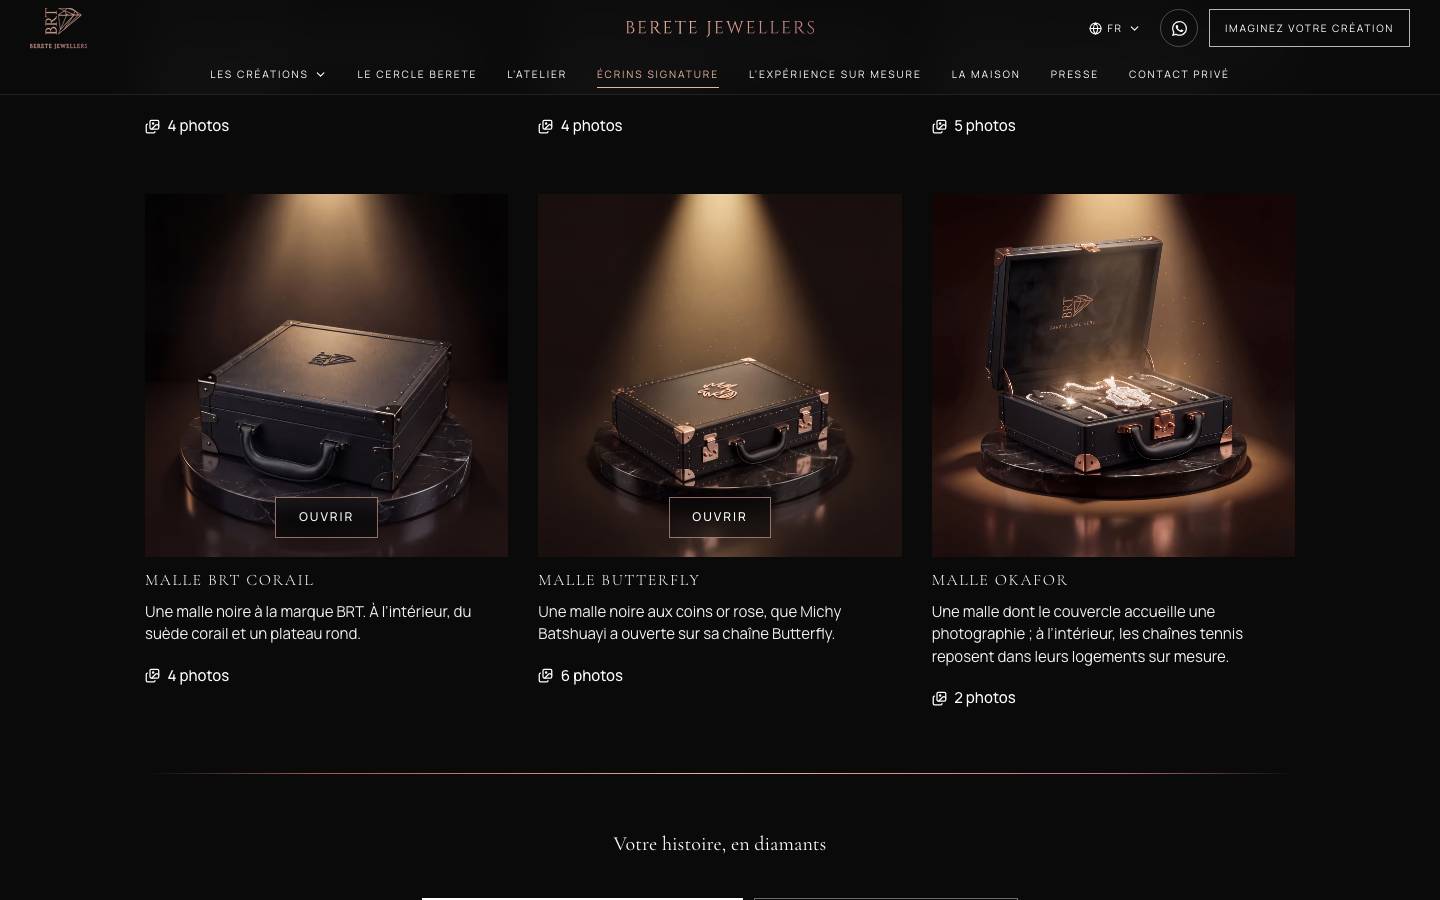 BRT
BERETE JEWELLERS
BERETE JEWELLERS
FR
IMAGINEZ VOTRE CRÉATION
LES CRÉATIONS
LE CERCLE BERETE
L'ATELIER
ÉCRINS SIGNATURE
L'EXPÉRIENCE SUR MESURE
LA MAISON
PRESSE
CONTACT PRIVÉ
4 photos
4 photos
5 photos
BRT
OUVRIR
OUVRIR
MALLE BRT CORAIL
Une malle noire à la marque BRT. À l'intérieur, du
suède corail et un plateau rond.
4 photos
MALLE BUTTERFLY
Une malle noire aux coins or rose, que Michy
Batshuayi a ouverte sur sa chaîne Butterfly.
6 photos
MALLE OKAFOR
Une malle dont le couvercle accueille une
photographie ; à l'intérieur, les chaînes tennis
reposent dans leurs logements sur mesure.
2 photos
Votre histoire, en diamants